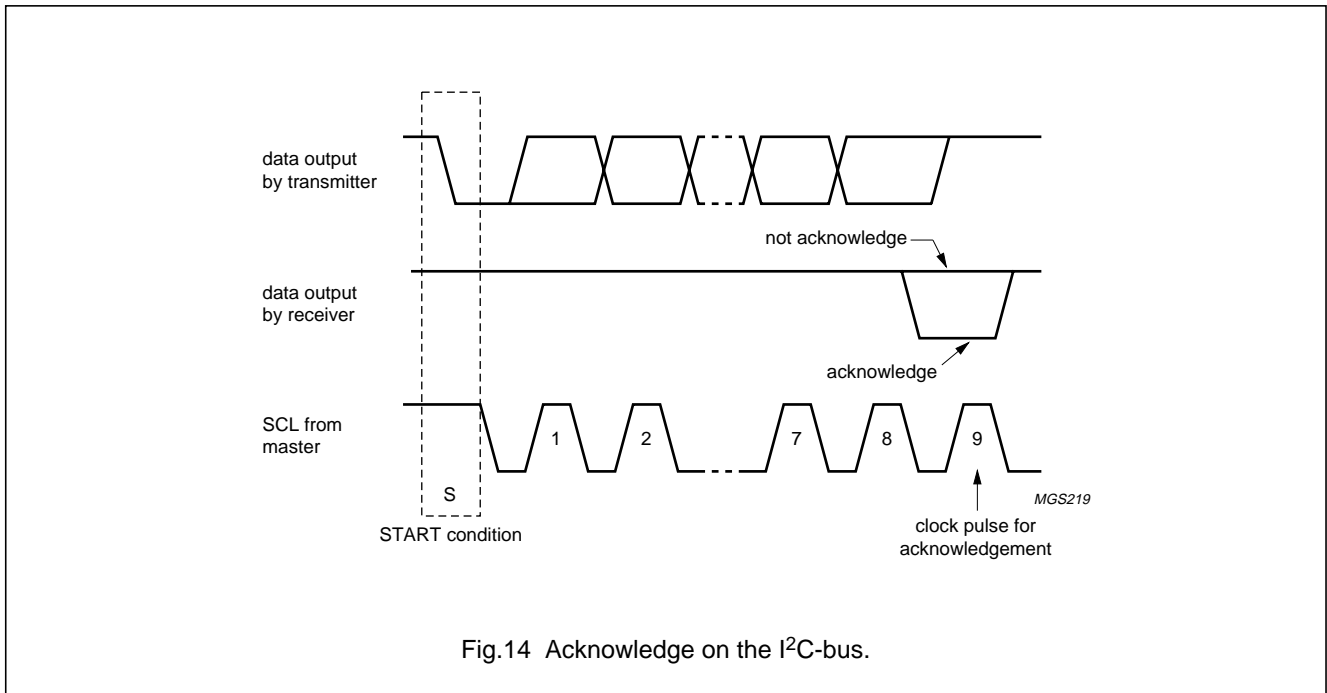 data output
by transmitter
not acknowledge
data output
by receiver
acknowledge
SCL from
master
1
2
7
8
9
S
MGS219
START condition
clock pulse for
acknowledgement
Fig.14 Acknowledge on the I²C-bus.